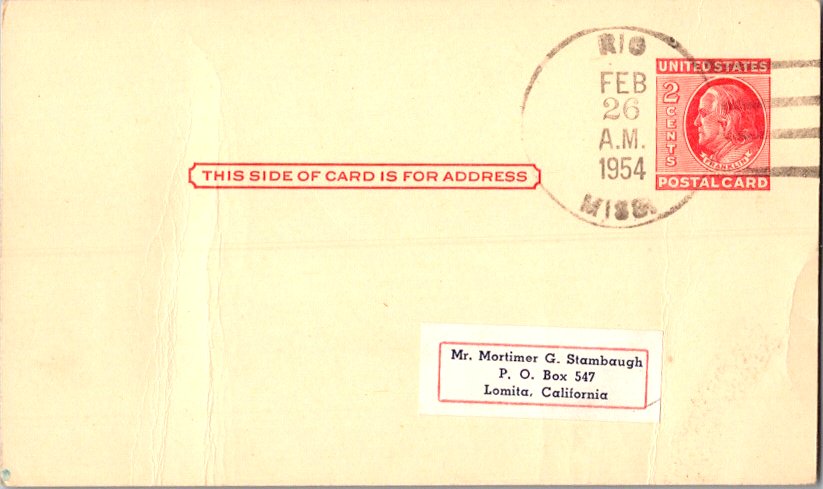 RIO
FEB
26
A.M.
1954
MISS.
UNITED STATES
2 CENTS
FRANKLIN
POSTAL CARD
THIS SIDE OF CARD IS FOR ADDRESS
Mr. Mortimer G. Stambaugh
P. O. Box 547
Lomita, California